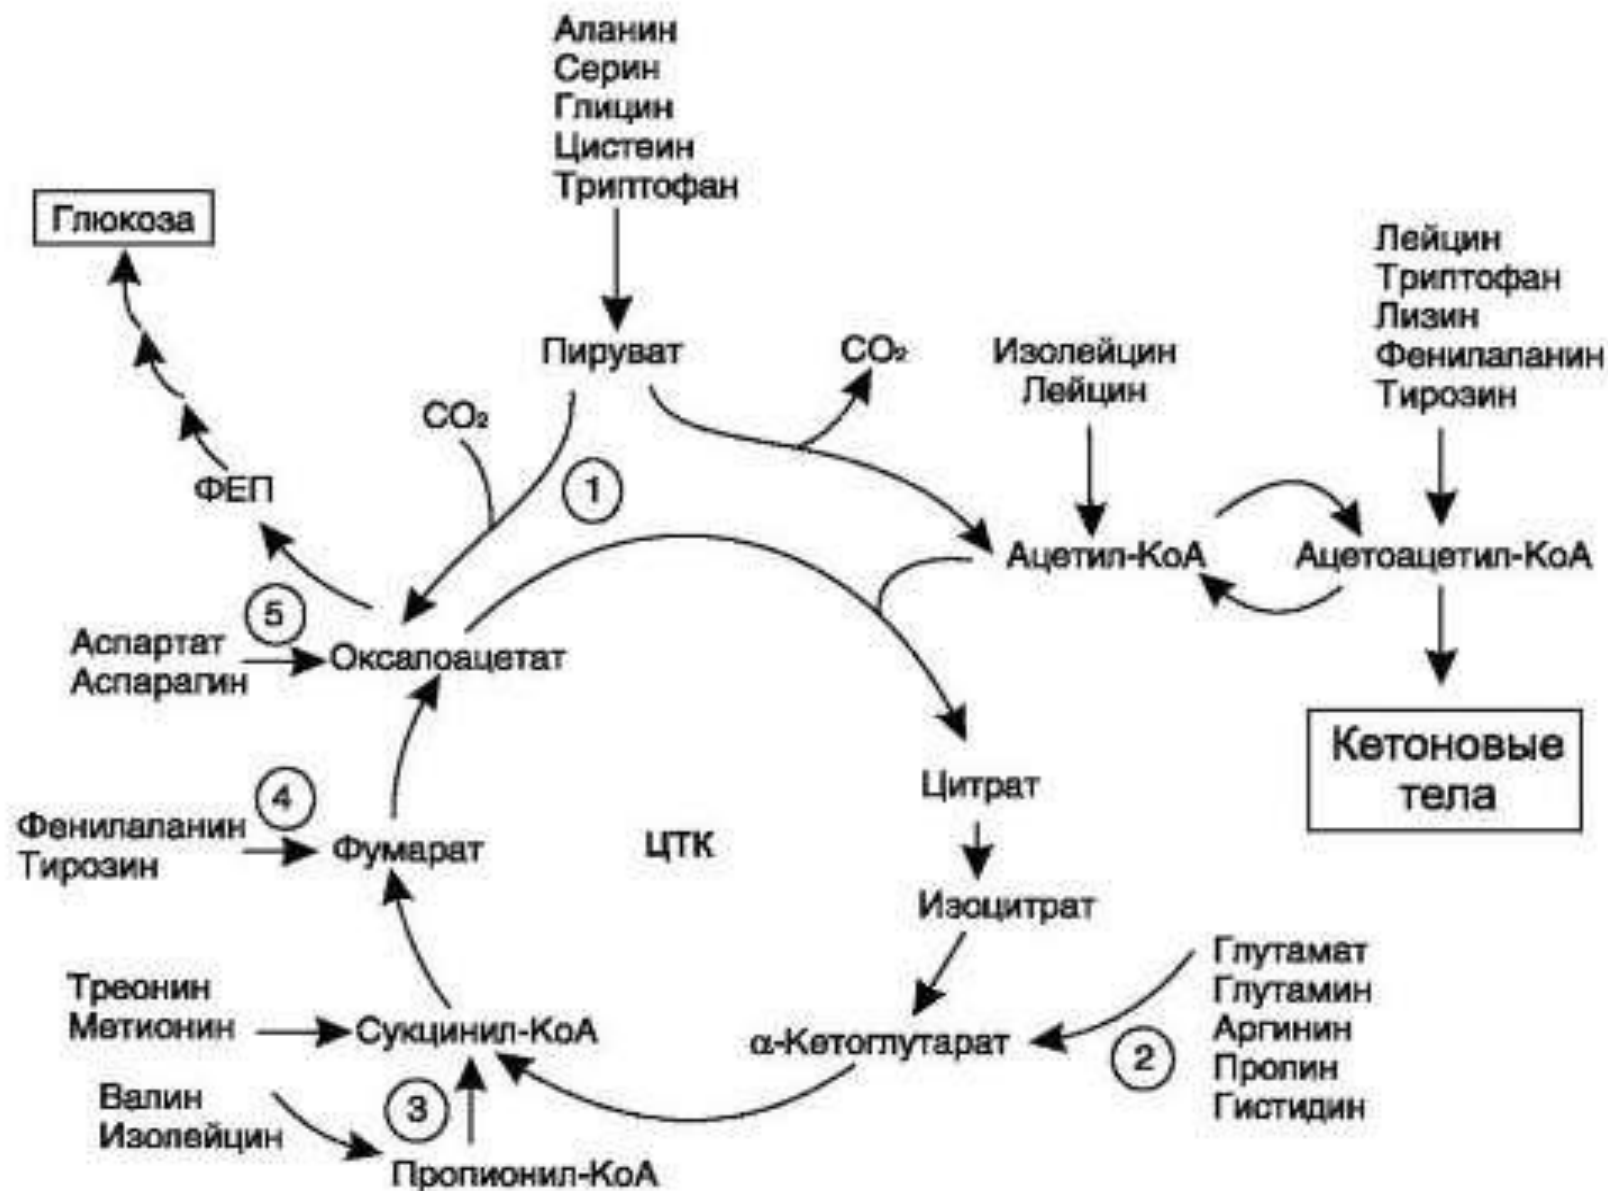 Аланин
Серин
Глицин
Цистеин
Триптофан
Глюкоза
Лейцин
Триптофан
Лизин
Фенилаланин
Тирозин
Пируват
CO₂
Изолейцин
Лейцин
CO₂
ФЕП
1
Ацетил-КоА
Ацетоацетил-КоА
5
Аспартат
Аспарагин
Оксалоацетат
Кетоновые
тела
Цитрат
4
Фенилаланин
Тирозин
Фумарат
ЦТК
Изоцитрат
Глутамат
Глутамин
Аргинин
Пролин
Гистидин
2
Треонин
Метионин
Сукцинил-КоА
α-Кетоглутарат
Валин
Изолейцин
3
Пропионил-КоА